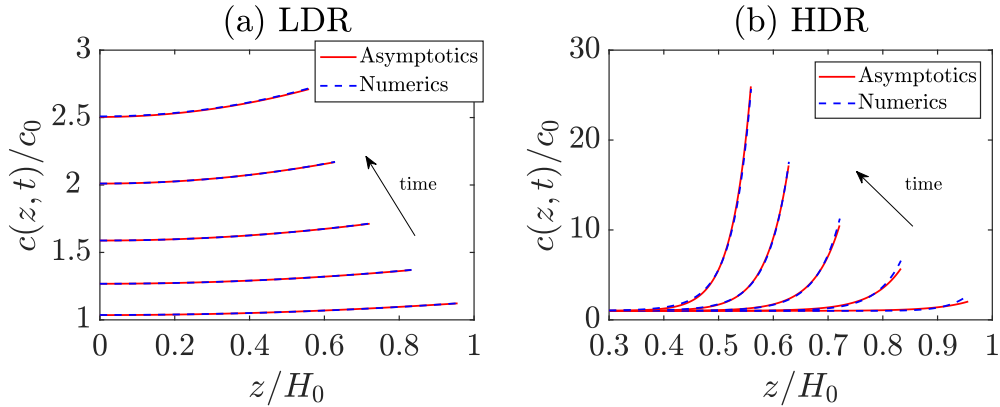 (a) LDR
3
2.5
2
1.5
1
c(z, t)/c₀
Asymptotics
Numerics
time
0
0.2
0.4
0.6
0.8
1
z/H₀
(b) HDR
30
20
10
0
c(z, t)/c₀
Asymptotics
Numerics
time
0.3
0.4
0.5
0.6
0.7
0.8
0.9
1
z/H₀